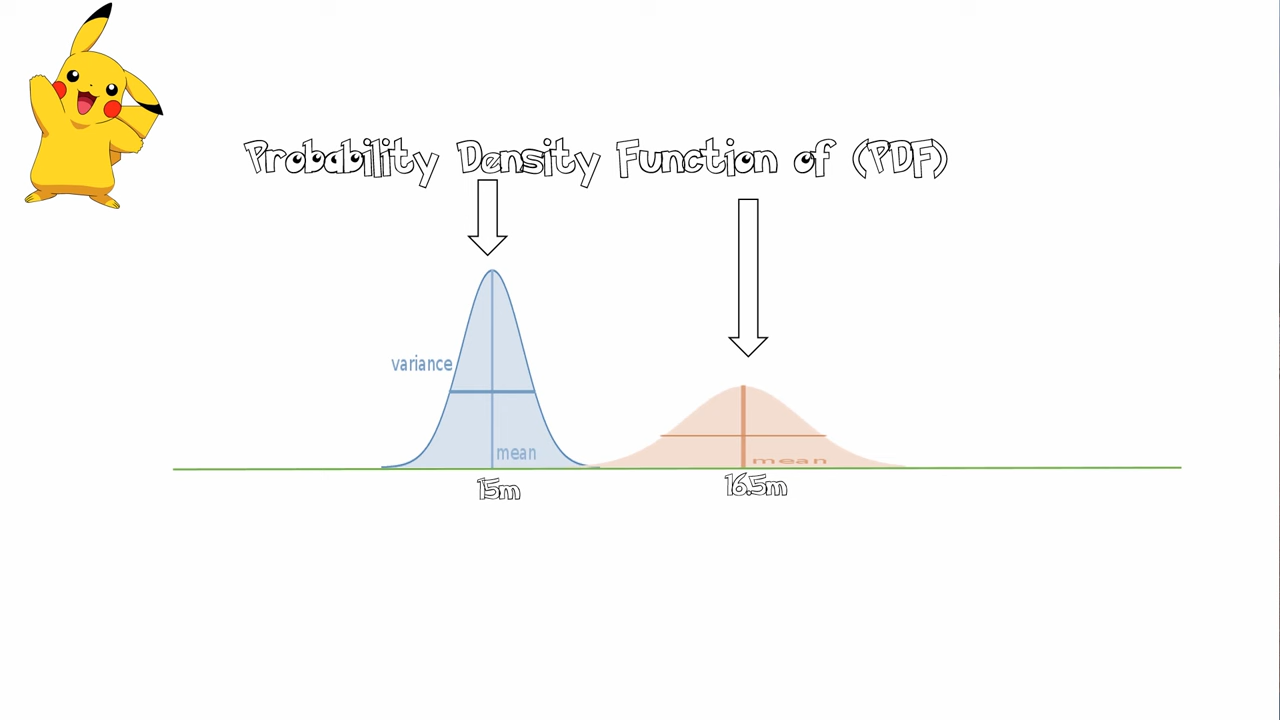 Probability Density Function of (PDF)
variance
mean
mean
15m
16.5m